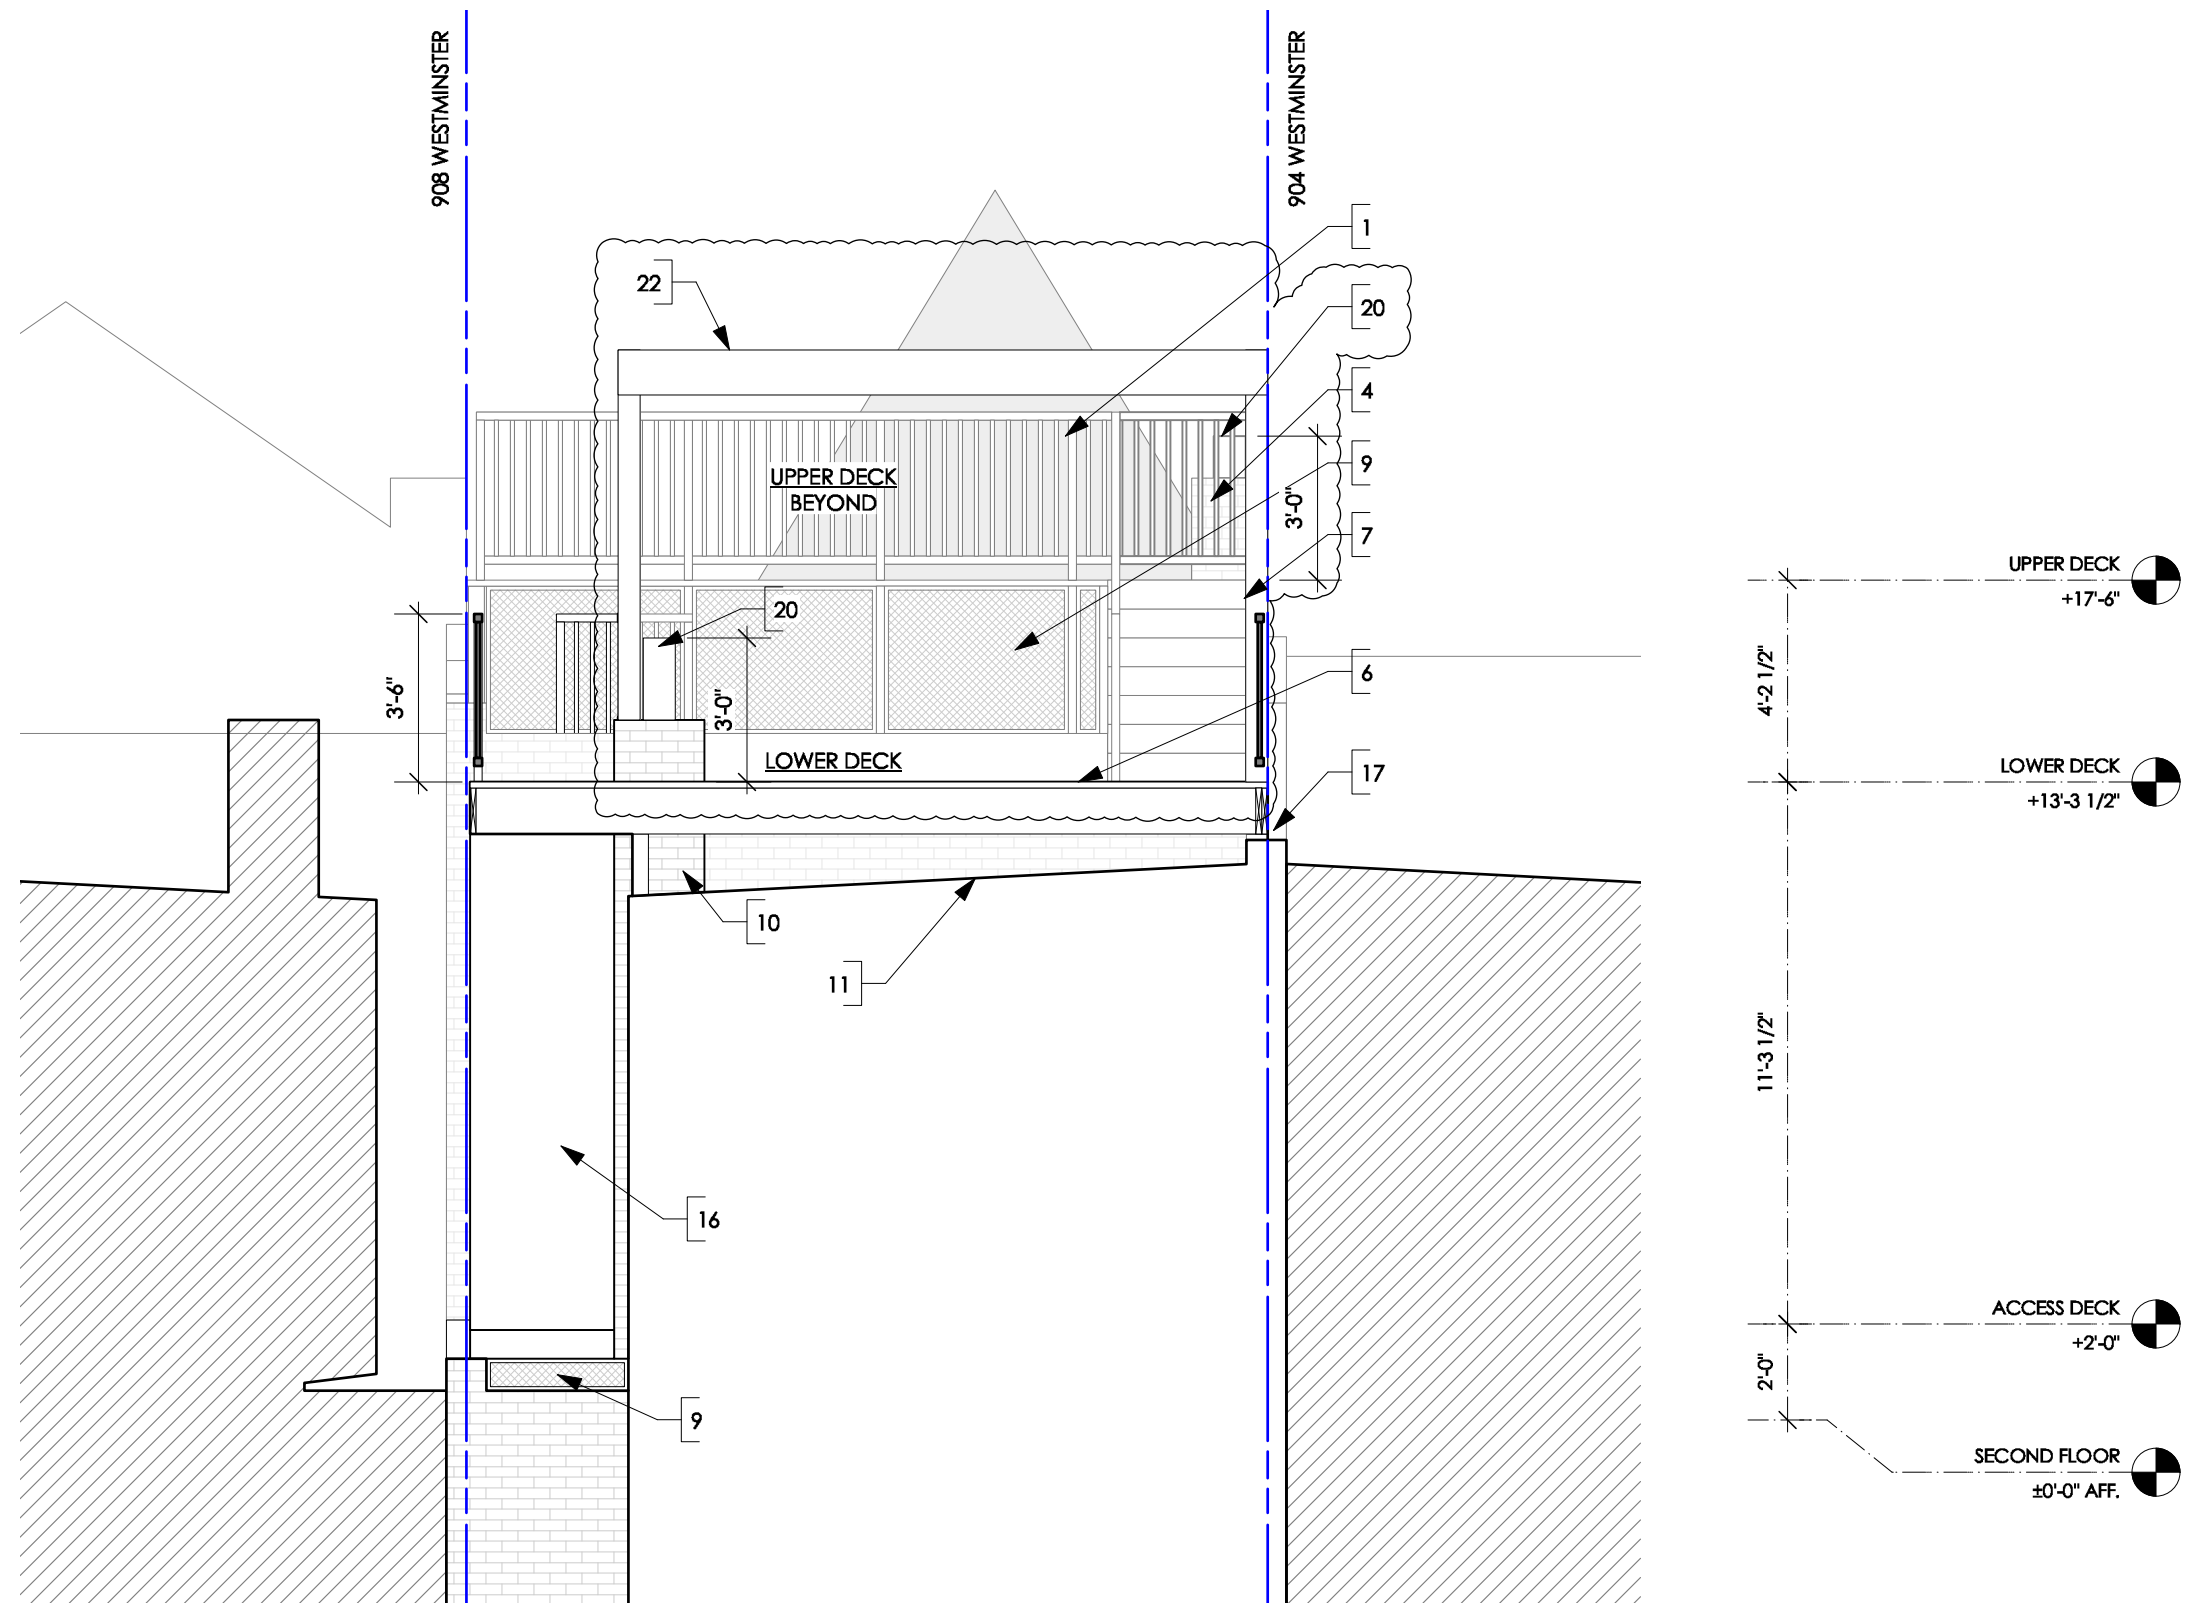 908 WESTMINSTER
904 WESTMINSTER
1
22
20
4
9
UPPER DECK
BEYOND
3'-0"
7
UPPER DECK
+17'-6"
20
6
4'-2 1/2"
3'-6"
3'-0"
LOWER DECK
17
LOWER DECK
+13'-3 1/2"
10
11
11'-3 1/2"
16
ACCESS DECK
+2'-0"
2'-0"
9
SECOND FLOOR
±0'-0" AFF.